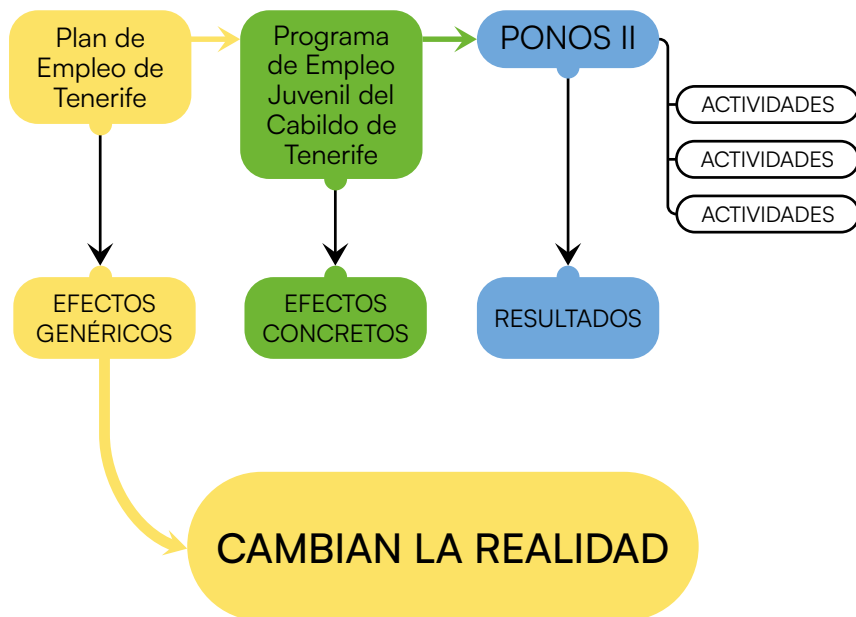 Plan de
Empleo de
Tenerife
Programa
de Empleo
Juvenil del
Cabildo de
Tenerife
PONOS II
ACTIVIDADES
ACTIVIDADES
ACTIVIDADES
EFECTOS
GENÉRICOS
EFECTOS
CONCRETOS
RESULTADOS
CAMBIAN LA REALIDAD